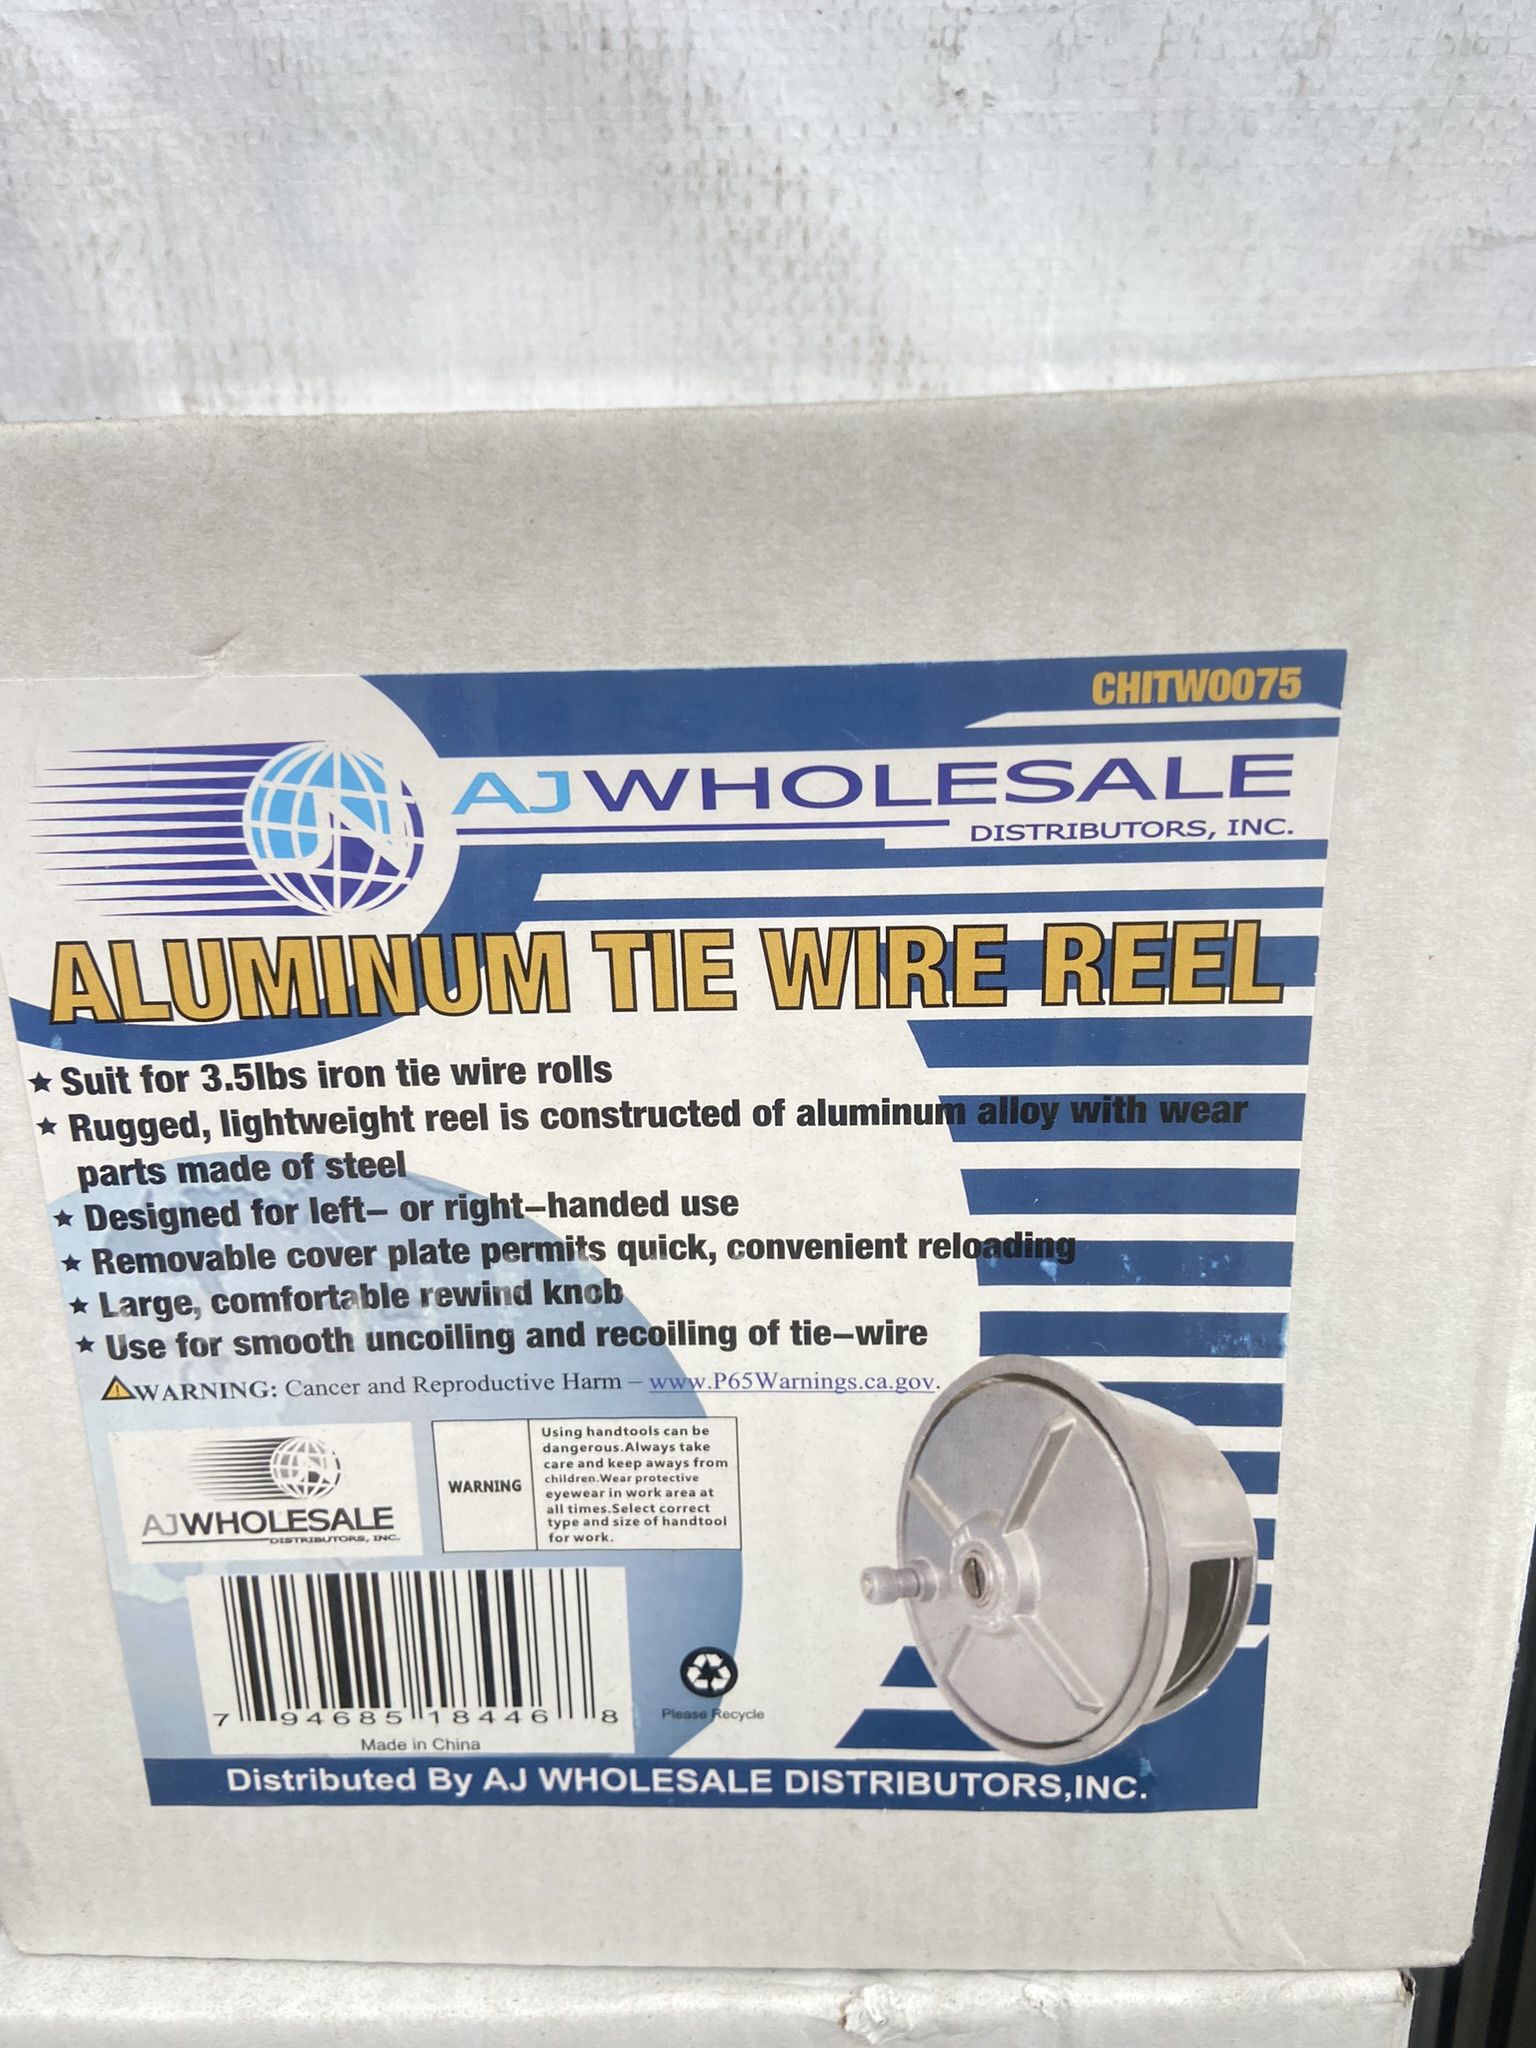 CHITW0075
AJWHOLESALE
DISTRIBUTORS, INC.
ALUMINUM TIE WIRE REEL
★ Suit for 3.5lbs iron tie wire rolls
★ Rugged, lightweight reel is constructed of aluminum alloy with wear
parts made of steel
★ Designed for left– or right–handed use
★ Removable cover plate permits quick, convenient reloading
★ Large, comfortable rewind knob
★ Use for smooth uncoiling and recoiling of tie–wire
⚠WARNING: Cancer and Reproductive Harm – www.P65Warnings.ca.gov.
AJWHOLESALE
DISTRIBUTORS, INC.
WARNING
Using handtools can be
dangerous.Always take
care and keep aways from
children.Wear protective
eyewear in work area at
all times.Select correct
type and size of handtool
for work.
7 94685 18446 8
Made in China
Please Recycle
Distributed By AJ WHOLESALE DISTRIBUTORS,INC.